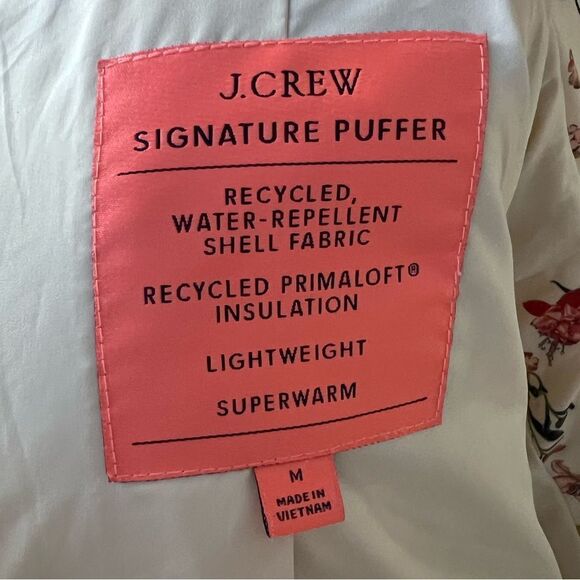 J.CREW
SIGNATURE PUFFER
RECYCLED,
WATER-REPELLENT
SHELL FABRIC
RECYCLED PRIMALOFT®
INSULATION
LIGHTWEIGHT
SUPERWARM
M
MADE IN
VIETNAM